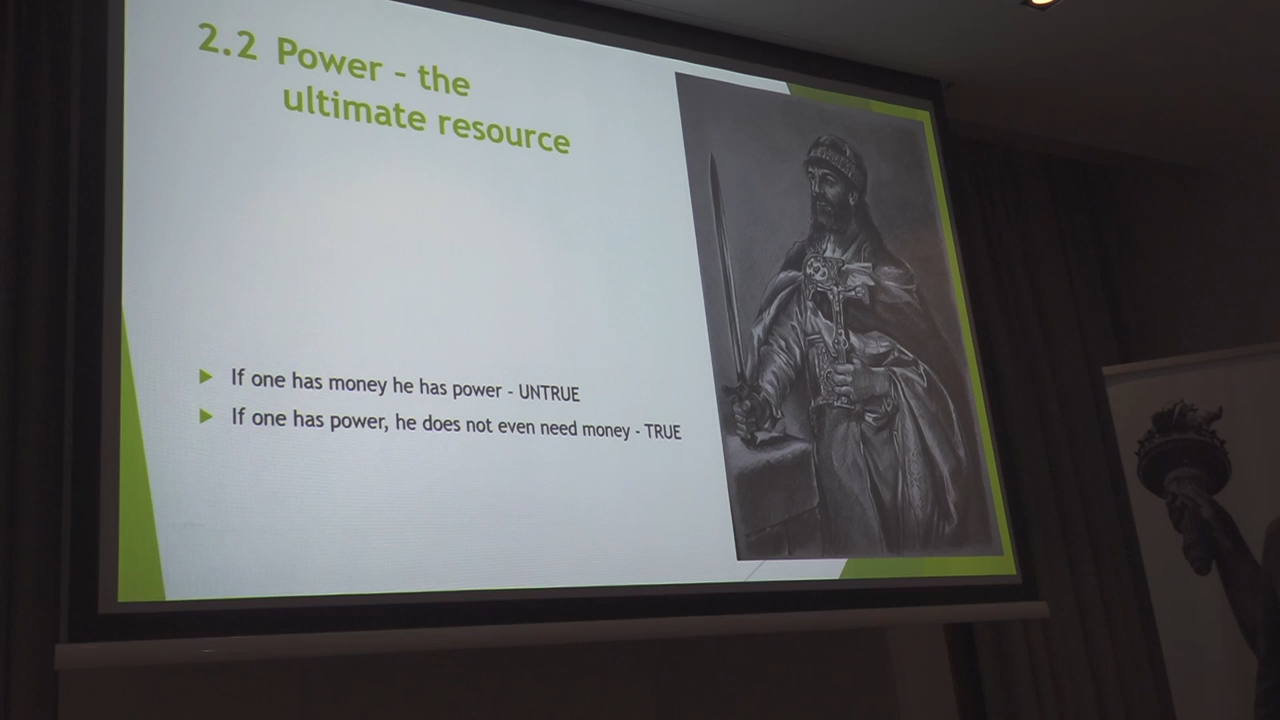 2.2 Power - the
ultimate resource
If one has money he has power - UNTRUE
If one has power, he does not even need money - TRUE